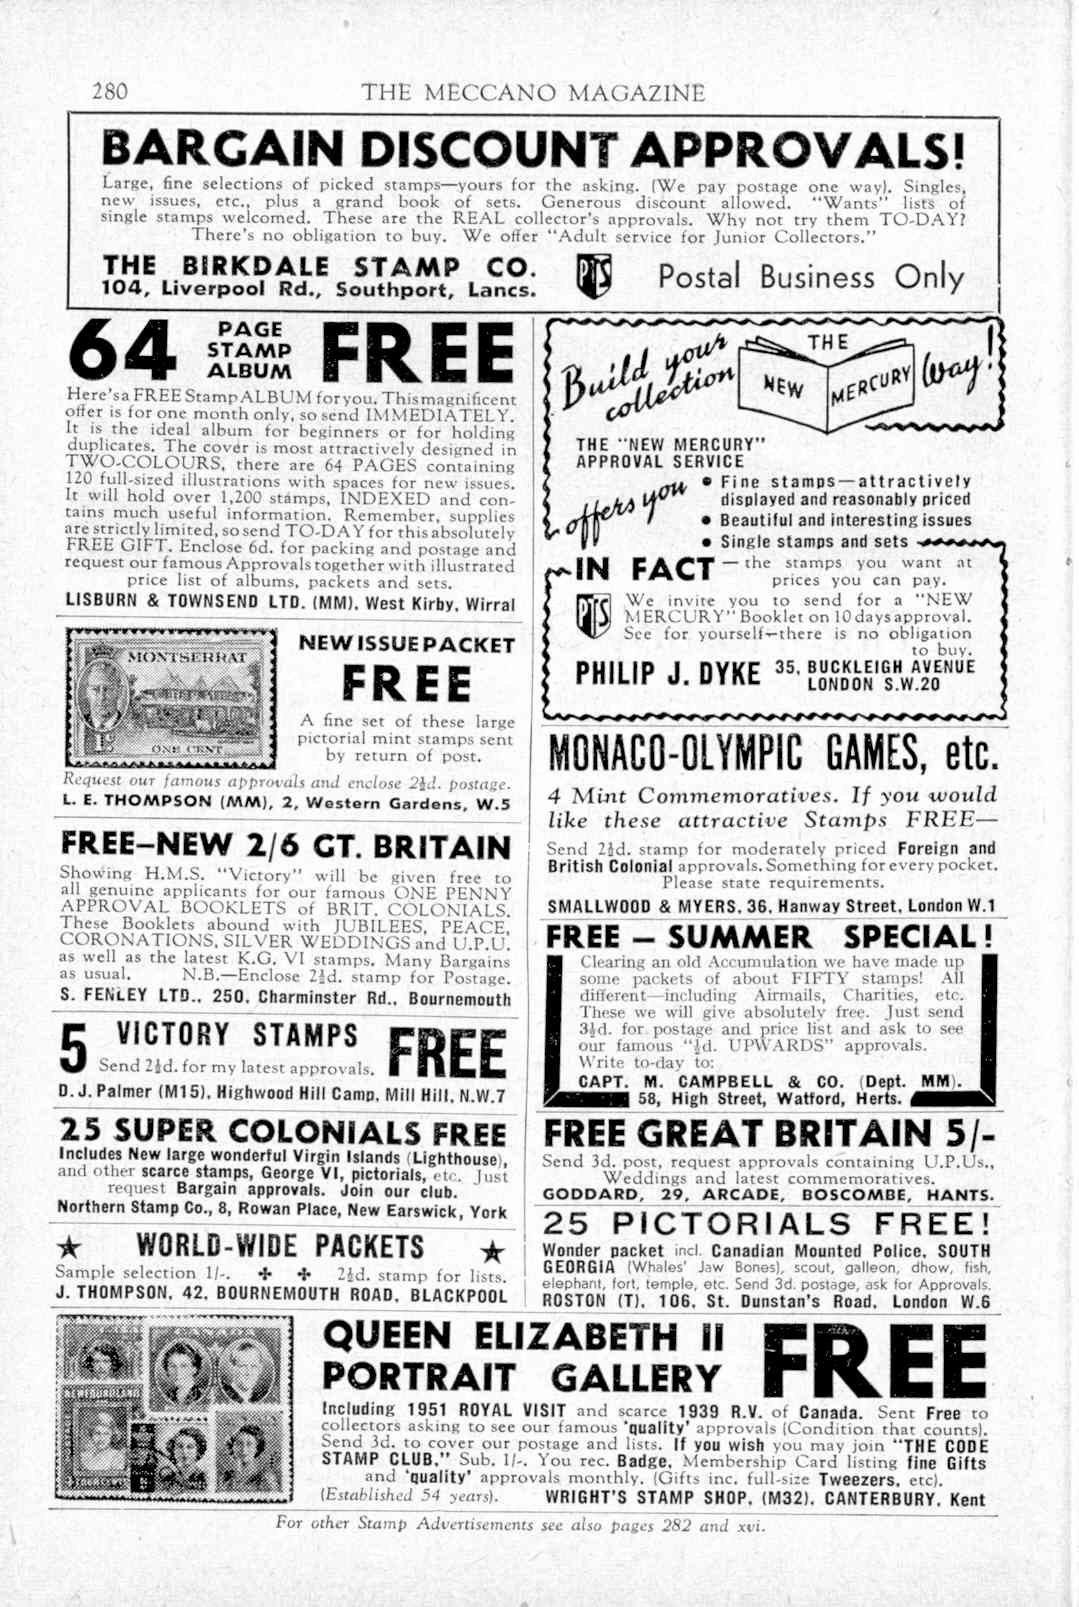 280
THE MECCANO MAGAZINE
BARGAIN DISCOUNT APPROVALS!
Large, fine selections of picked stamps—yours for the asking. (We pay postage one way). Singles,
new issues, etc., plus a grand book of sets. Generous discount allowed. "Wants" lists of
single stamps welcomed. These are the REAL collector's approvals. Why not try them TO-DAY?
There's no obligation to buy. We offer "Adult service for Junior Collectors."
THE BIRKDALE STAMP CO.
104, Liverpool Rd., Southport, Lancs.
PTS
Postal Business Only
64 PAGE STAMP ALBUM FREE
Here's a FREE Stamp ALBUM for you. This magnificent
offer is for one month only, so send IMMEDIATELY.
It is the ideal album for beginners or for holding
duplicates. The cover is most attractively designed in
TWO-COLOURS, there are 64 PAGES containing
120 full-sized illustrations with spaces for new issues.
It will hold over 1,200 stamps, INDEXED and con-
tains much useful information. Remember, supplies
are strictly limited, so send TO-DAY for this absolutely
FREE GIFT. Enclose 6d. for packing and postage and
request our famous Approvals together with illustrated
price list of albums, packets and sets.
LISBURN & TOWNSEND LTD. (MM), West Kirby, Wirral
MONTSERRAT
1c
ONE CENT
NEW ISSUE PACKET
FREE
A fine set of these large
pictorial mint stamps sent
by return of post.
Request our famous approvals and enclose 2½d. postage.
L. E. THOMPSON (MM), 2, Western Gardens, W.5
FREE—NEW 2/6 GT. BRITAIN
Showing H.M.S. "Victory" will be given free to
all genuine applicants for our famous ONE PENNY
APPROVAL BOOKLETS of BRIT. COLONIALS.
These Booklets abound with JUBILEES, PEACE,
CORONATIONS, SILVER WEDDINGS and U.P.U.
as well as the latest K.G. VI stamps. Many Bargains
as usual. N.B.—Enclose 2½d. stamp for Postage.
S. FENLEY LTD., 250, Charminster Rd., Bournemouth
5 VICTORY STAMPS FREE
Send 2½d. for my latest approvals.
D. J. Palmer (M15), Highwood Hill Camp, Mill Hill, N.W.7
25 SUPER COLONIALS FREE
Includes New large wonderful Virgin Islands (Lighthouse),
and other scarce stamps, George VI, pictorials, etc. Just
request Bargain approvals. Join our club.
Northern Stamp Co., 8, Rowan Place, New Earswick, York
WORLD-WIDE PACKETS
Sample selection 1/-. 2½d. stamp for lists.
J. THOMPSON, 42, BOURNEMOUTH ROAD, BLACKPOOL
Build your collection
THE NEW MERCURY
Way!
THE "NEW MERCURY"
APPROVAL SERVICE
offers you
• Fine stamps—attractively
displayed and reasonably priced
• Beautiful and interesting issues
• Single stamps and sets
IN FACT — the stamps you want at
prices you can pay.
PTS
We invite you to send for a "NEW
MERCURY" Booklet on 10 days approval.
See for yourself—there is no obligation
to buy.
PHILIP J. DYKE 35, BUCKLEIGH AVENUE
LONDON S.W.20
MONACO-OLYMPIC GAMES, etc.
4 Mint Commemoratives. If you would
like these attractive Stamps FREE—
Send 2½d. stamp for moderately priced Foreign and
British Colonial approvals. Something for every pocket.
Please state requirements.
SMALLWOOD & MYERS, 36, Hanway Street, London W.1
FREE — SUMMER SPECIAL!
Clearing an old Accumulation we have made up
some packets of about FIFTY stamps! All
different—including Airmails, Charities, etc.
These we will give absolutely free. Just send
3½d. for postage and price list and ask to see
our famous "½d. UPWARDS" approvals.
Write to-day to:
CAPT. M. CAMPBELL & CO. (Dept. MM).
58, High Street, Watford, Herts.
FREE GREAT BRITAIN 5/-
Send 3d. post, request approvals containing U.P.Us.,
Weddings and latest commemoratives.
GODDARD, 29, ARCADE, BOSCOMBE, HANTS.
25 PICTORIALS FREE!
Wonder packet incl. Canadian Mounted Police, SOUTH
GEORGIA (Whales' Jaw Bones), scout, galleon, dhow, fish,
elephant, fort, temple, etc. Send 3d. postage, ask for Approvals.
ROSTON (T), 106, St. Dunstan's Road, London W.6
NEWFOUNDLAND
QUEEN ELIZABETH II
PORTRAIT GALLERY
FREE
Including 1951 ROYAL VISIT and scarce 1939 R.V. of Canada. Sent Free to
collectors asking to see our famous 'quality' approvals (Condition that counts).
Send 3d. to cover our postage and lists. If you wish you may join "THE CODE
STAMP CLUB," Sub. 1/-. You rec. Badge, Membership Card listing fine Gifts
and 'quality' approvals monthly. (Gifts inc. full-size Tweezers, etc).
(Established 54 years). WRIGHT'S STAMP SHOP, (M32), CANTERBURY, Kent
For other Stamp Advertisements see also pages 282 and xvi.